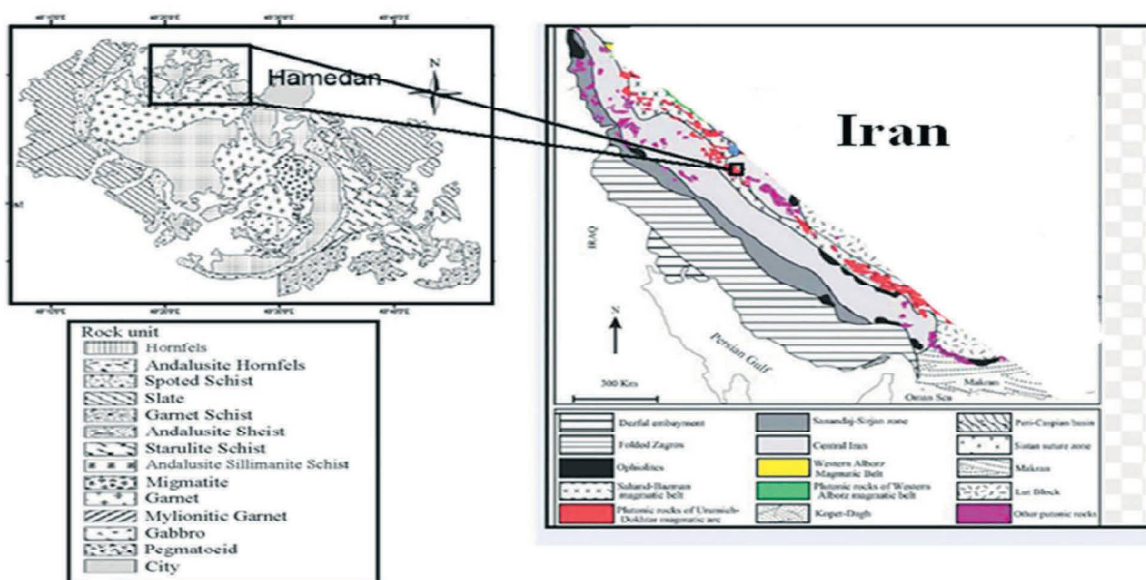 Hamedan
N
Rock unit
Hornfels
Andalusite Hornfels
Spoted Schist
Slate
Garnet Schist
Andalusite Sheist
Starulite Schist
Andalusite Sillimanite Schist
Migmatite
Garnet
Mylionitic Garnet
Gabbro
Pegmatoeid
City
Iran
IRAQ
N
Persian Gulf
300 Km
Makran
Oman Sea
Dezful embayment
Folded Zagros
Ophiolites
Sahand-Bazman
magmatic belt
Plutonic rocks of Urumieh-
Dokhtar magmatic arc
Sanandaj-Sirjan zone
Central Iran
Western Alborz
Magmatic Belt
Plutonic rocks of Western
Alborz magmatic belt
Kopet-Dagh
Peri-Caspian basin
Sistan suture zone
Makran
Lut Block
Other putonic rocks